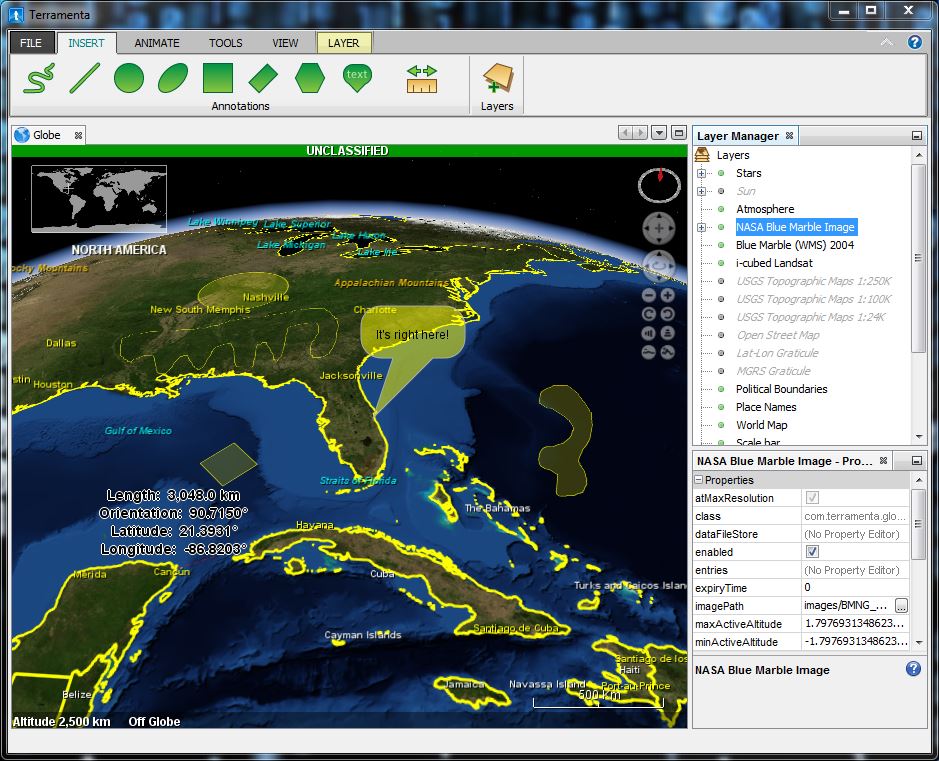 Terramenta
FILE INSERT ANIMATE TOOLS VIEW LAYER
text
Annotations
Layers
Globe
UNCLASSIFIED
NORTH AMERICA
Lake Winnipeg Lake Superior
Lake Michigan
Lake Huron
ocky Mountains
Appalachian Mountains
Nashville
New South Memphis
Charlotte
It's right here!
Dallas
Jacksonville
stin Houston
Gulf of Mexico
Straits of Florida
Length: 3,048.0 km
Orientation: 90.7150°
Latitude: 21.3931°
Longitude: -86.8203°
The Bahamas
Havana
Merida
Cancún
Cuba
Turks and Caicos Islan
Cayman Islands
Santiago de Cuba
Santiago de los
Haiti
Jamaica
Navassa Island
Port-au-Prince
500 km
Belize
Altitude 2,500 km Off Globe
Layer Manager
Layers
Stars
Sun
Atmosphere
NASA Blue Marble Image
Blue Marble (WMS) 2004
i-cubed Landsat
USGS Topographic Maps 1:250K
USGS Topographic Maps 1:100K
USGS Topographic Maps 1:24K
Open Street Map
Lat-Lon Graticule
MGRS Graticule
Political Boundaries
Place Names
World Map
Scale bar
NASA Blue Marble Image - Pro...
Properties
atMaxResolution
class com.terramenta.glo...
dataFileStore (No Property Editor)
enabled
entries (No Property Editor)
expiryTime 0
imagePath images/BMNG_... ...
maxActiveAltitude 1.7976931348623...
minActiveAltitude -1.7976931348623...
NASA Blue Marble Image